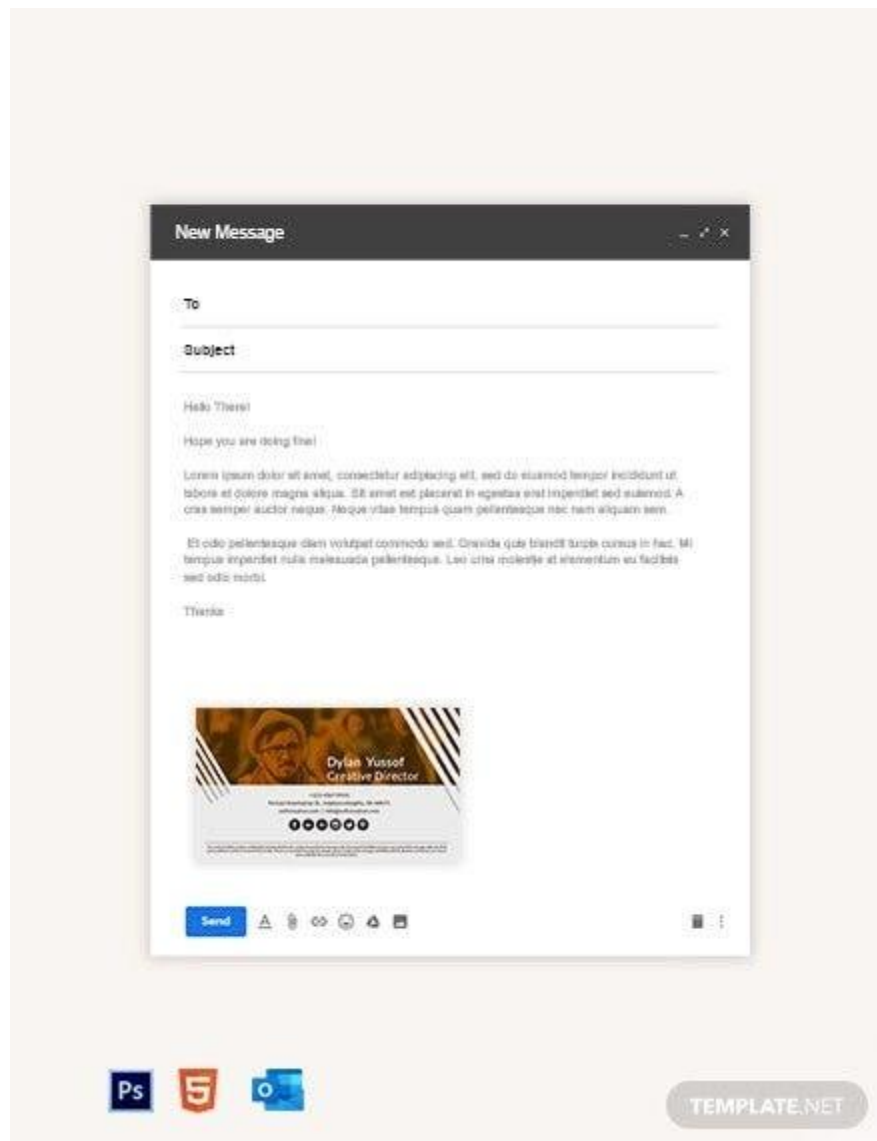 New Message
To
Subject
Hello There!
Hope you are doing fine!
Lorem ipsum dolor sit amet, consectetur adipiscing elit, sed do eiusmod tempor incididunt ut
labore et dolore magna aliqua. Sit amet est placerat in egestas erat imperdiet sed euismod. A
cras semper auctor neque. Neque vitae tempus quam pellentesque nec nam aliquam sem.
Et odio pellentesque diam volutpat commodo sed. Gravida quis blandit turpis cursus in hac. Mi
tempus imperdiet nulla malesuada pellentesque. Leo urna molestie at elementum eu facilisis
sed odio morbi.
Thanks
Dylan Yussof
Creative Director
Send
Ps
5
O
TEMPLATE.NET